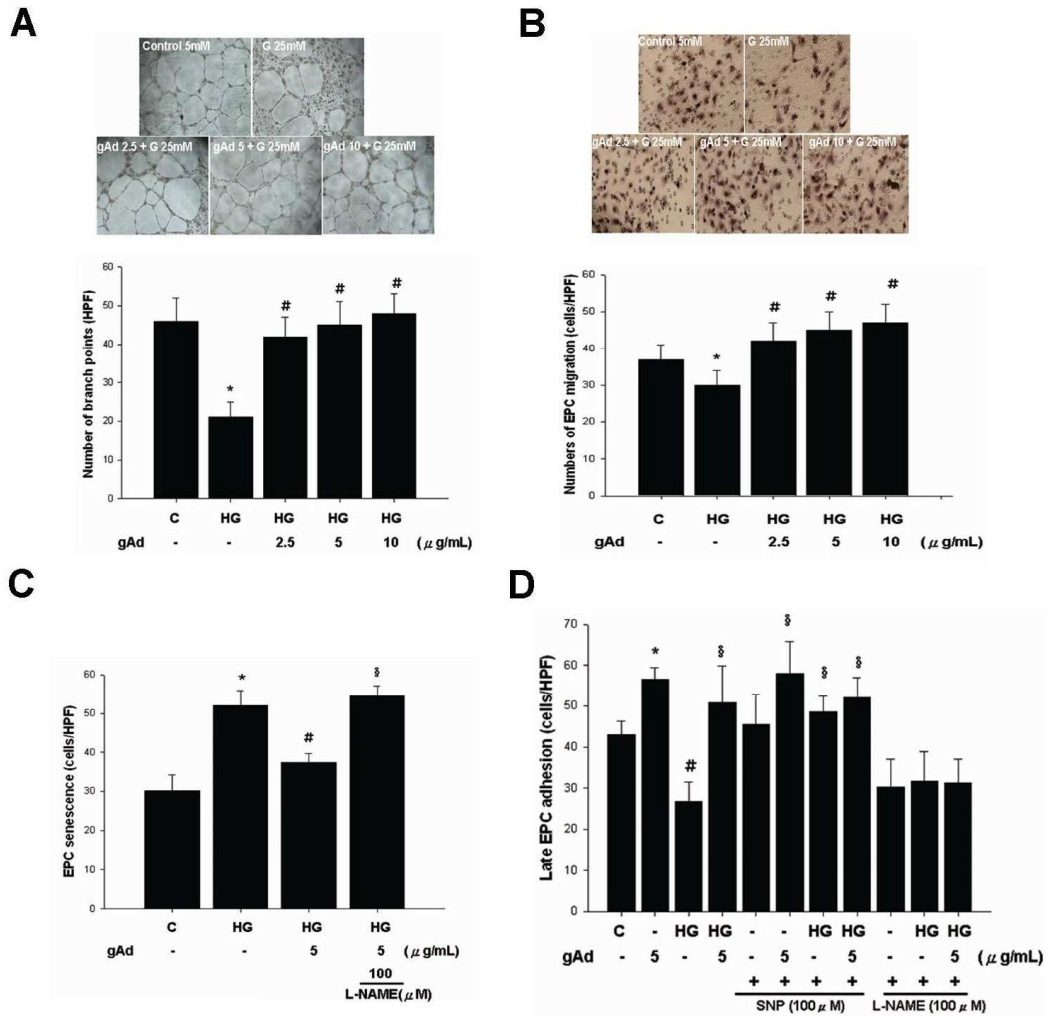 A
Control 5mM
G 25mM
gAd 2.5 + G 25mM
gAd 5 + G 25mM
gAd 10 + G 25mM
Number of branch points (HPF)
60
50
40
30
20
10
0
* # # #
C HG HG HG HG
gAd - - 2.5 5 10 (μg/mL)
B
Control 5mM
G 25mM
gAd 2.5 + G 25mM
gAd 5 + G 25mM
gAd 10 + G 25mM
Numbers of EPC migration (cells/HPF)
60
50
40
30
20
10
0
* # # #
C HG HG HG HG
gAd - - 2.5 5 10 (μg/mL)
C
EPC senescence (cells/HPF)
60
50
40
30
20
10
0
* # §
C HG HG HG
gAd - - 5 5 (μg/mL)
100
L-NAME(μM)
D
Late EPC adhesion (cells/HPF)
70
60
50
40
30
20
10
0
* # § § § §
C - HG HG - - HG HG - HG HG
gAd - 5 - 5 - 5 - 5 - - 5 (μg/mL)
+ + + + + + +
SNP (100μM) L-NAME (100μM)